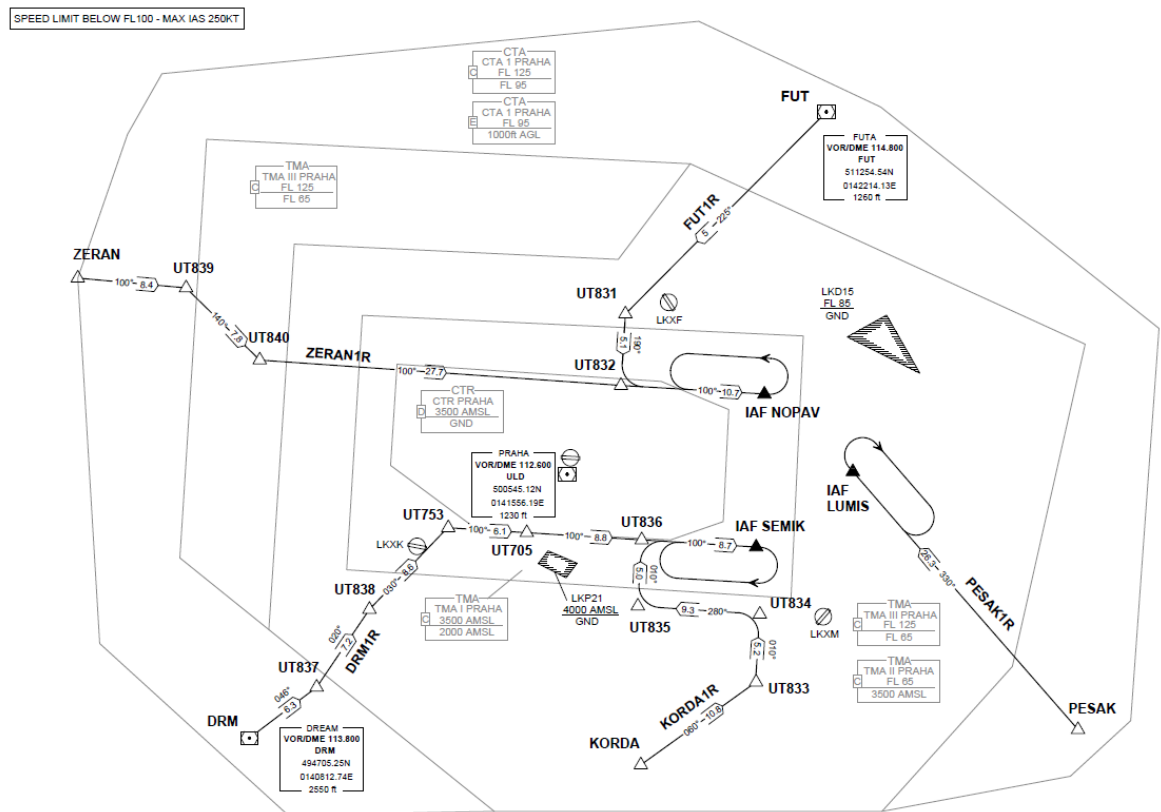 SPEED LIMIT BELOW FL100 - MAX IAS 250KT
CTA
CTA 1 PRAHA
C
FL 125
FL 95
CTA
CTA 1 PRAHA
E
FL 95
1000ft AGL
FUT
FUTA
VOR/DME 114.800
FUT
511254.54N
0142214.13E
1260 ft
TMA
TMA III PRAHA
C
FL 125
FL 65
FUT1R
5
225°
ZERAN
100°
8.4
UT839
140°
7.8
UT840
ZERAN1R
100°
27.7
UT831
LKXF
5.1
190°
UT832
100°
10.7
IAF NOPAV
LKD15
FL 85
GND
CTR
CTR PRAHA
D
3500 AMSL
GND
PRAHA
VOR/DME 112.600
ULD
500545.12N
0141556.19E
1230 ft
IAF
LUMIS
26.3
330°
PESAK1R
PESAK
UT753
100°
6.1
UT705
100°
8.8
UT836
100°
8.7
IAF SEMIK
LKXK
030°
8.6
UT838
020°
7.2
DRM1R
UT837
046°
6.3
DRM
DREAM
VOR/DME 113.800
DRM
494705.25N
0140812.74E
2550 ft
TMA
TMA I PRAHA
C
3500 AMSL
2000 AMSL
LKP21
4000 AMSL
GND
5.0
010°
UT835
9.3
280°
UT834
LKXM
5.2
010°
UT833
KORDA1R
060°
10.8
KORDA
TMA
TMA III PRAHA
C
FL 125
FL 65
TMA
TMA II PRAHA
C
FL 65
3500 AMSL